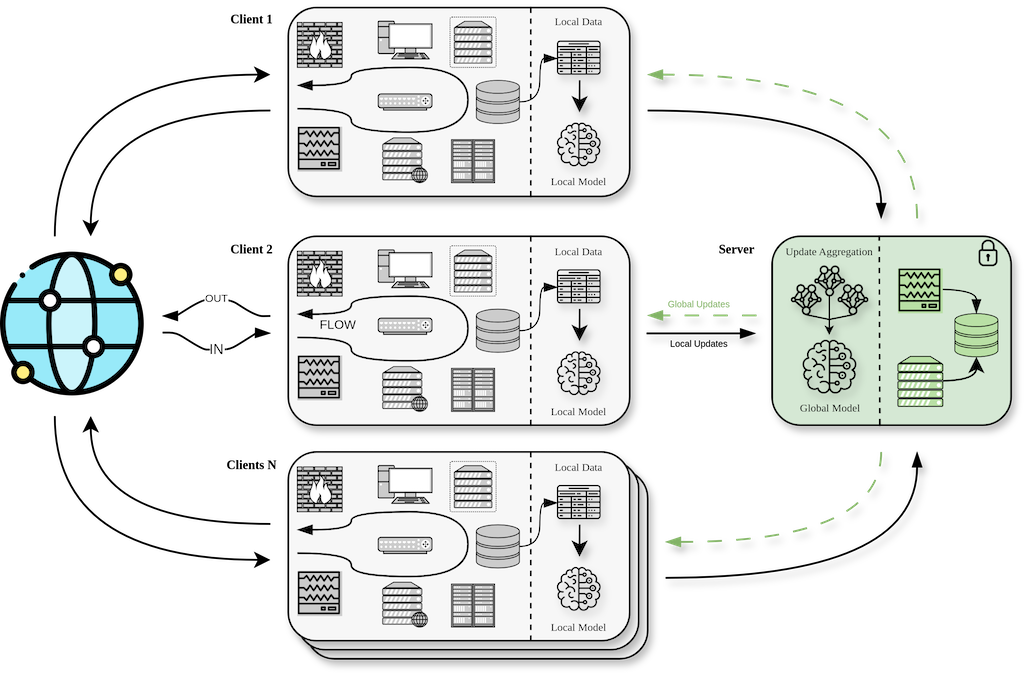 Client 1
Local Data
Local Model
Client 2
Local Data
Server
Update Aggregation
OUT
FLOW
IN
Global Updates
Local Updates
Global Model
Local Model
Clients N
Local Data
Local Model